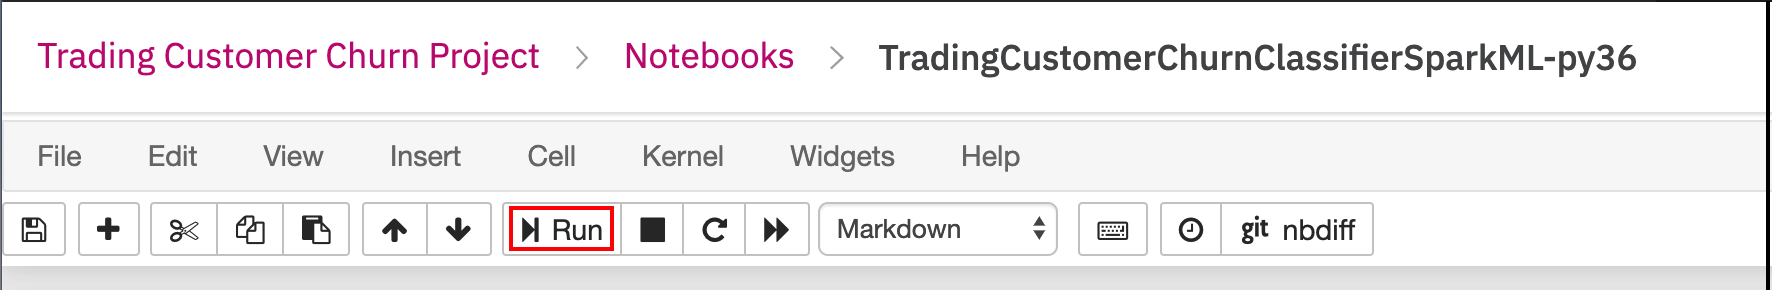 Trading Customer Churn Project > Notebooks > TradingCustomerChurnClassifierSparkML-py36
File Edit View Insert Cell Kernel Widgets Help
Run Markdown git nbdiff